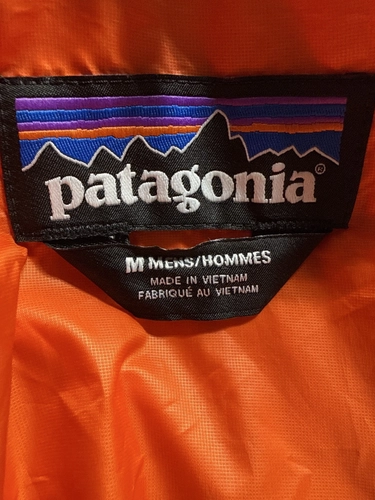 patagonia®
M MENS/HOMMES
MADE IN VIETNAM
FABRIQUÉ AU VIETNAM